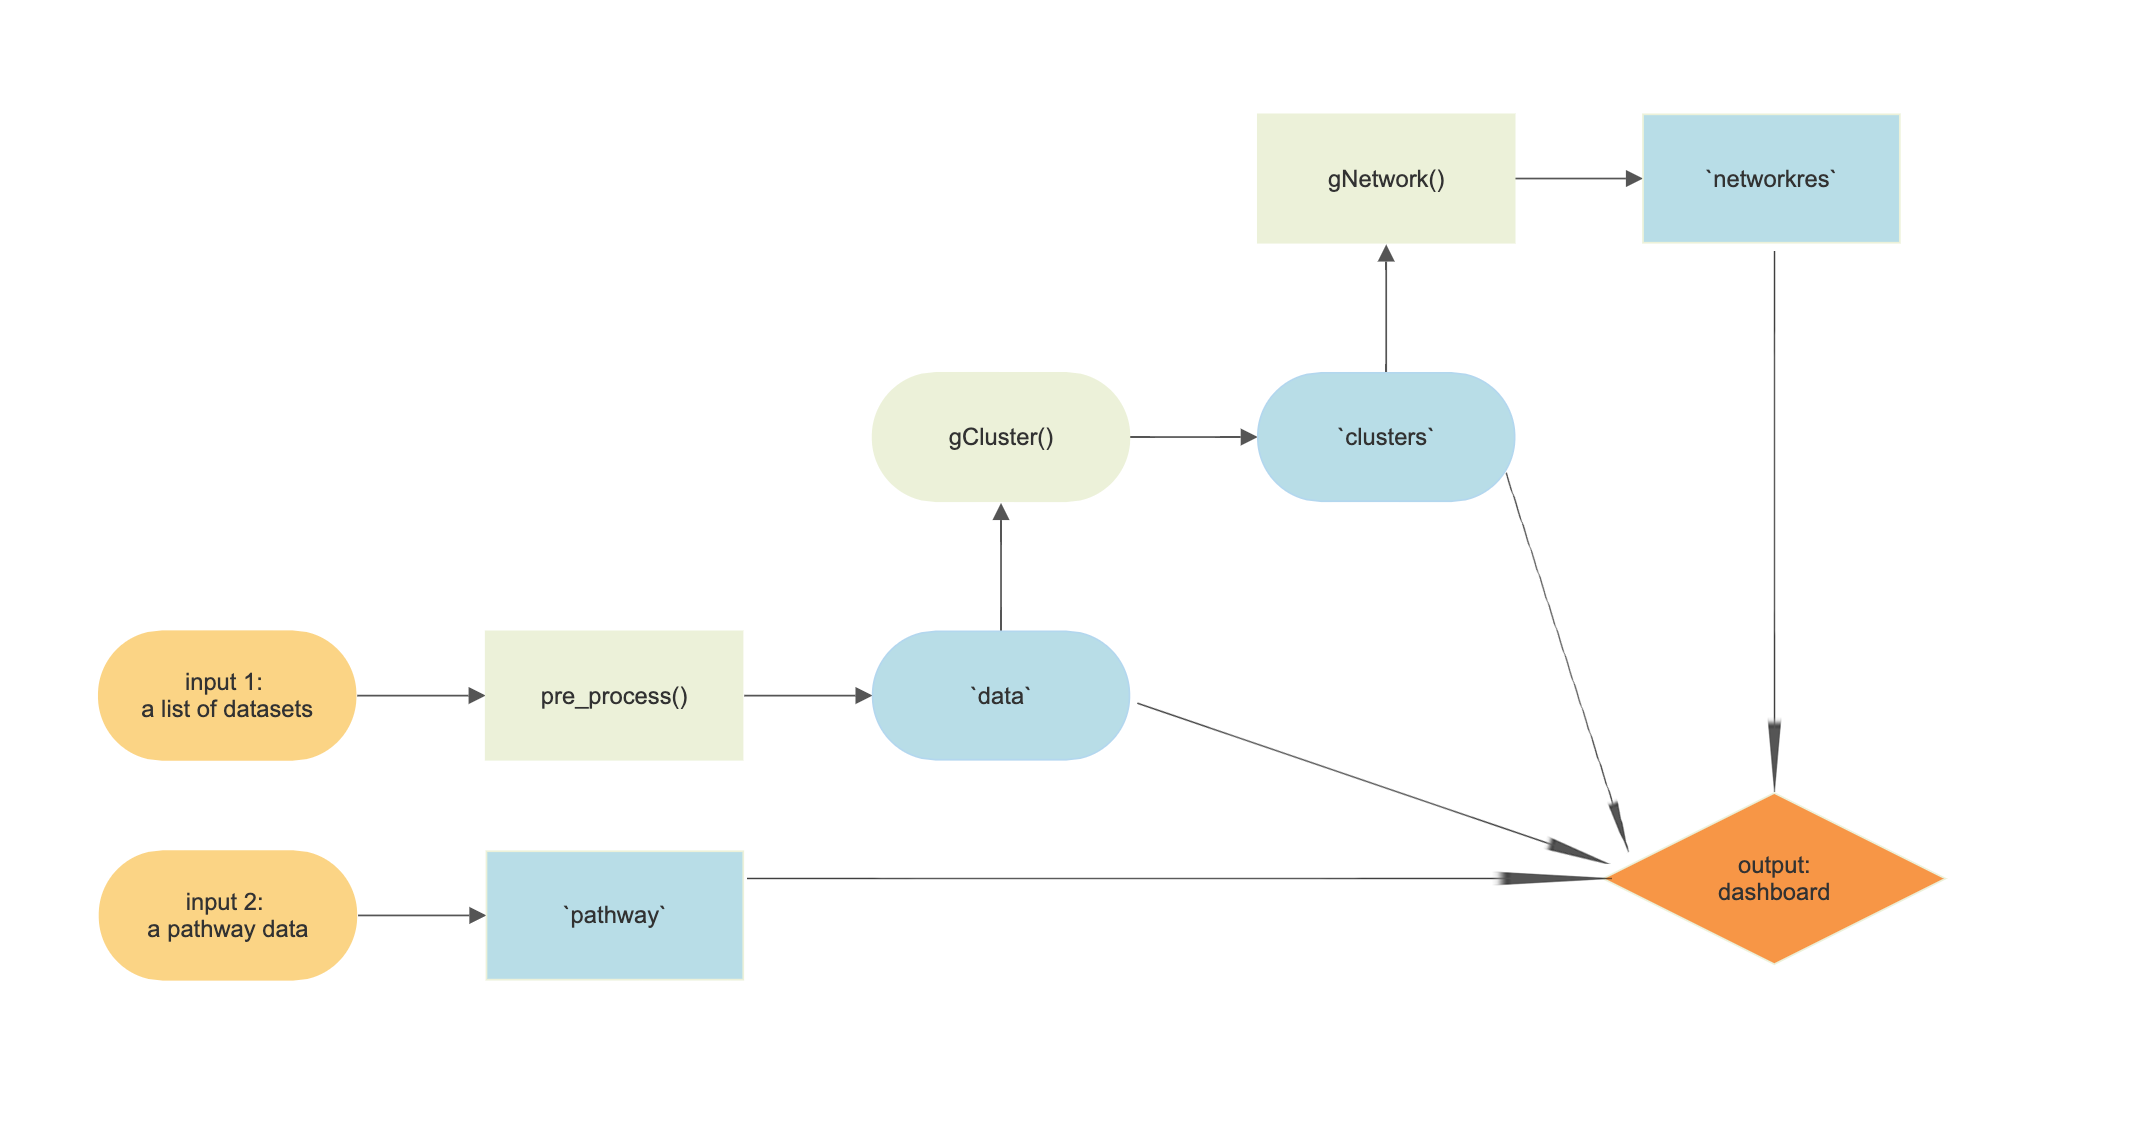 gNetwork()
`networkres`
gCluster()
`clusters`
input 1:
a list of datasets
pre_process()
`data`
input 2:
a pathway data
`pathway`
output:
dashboard